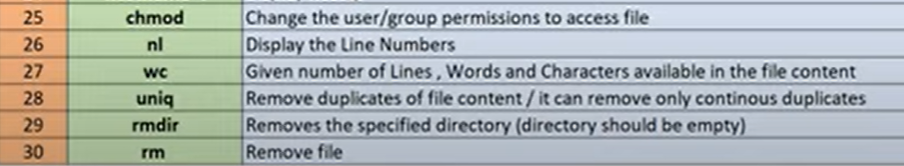 25 chmod Change the user/group permissions to access file
26 nl Display the Line Numbers
27 wc Given number of Lines , Words and Characters available in the file content
28 uniq Remove duplicates of file content / it can remove only continous duplicates
29 rmdir Removes the specified directory (directory should be empty)
30 rm Remove file